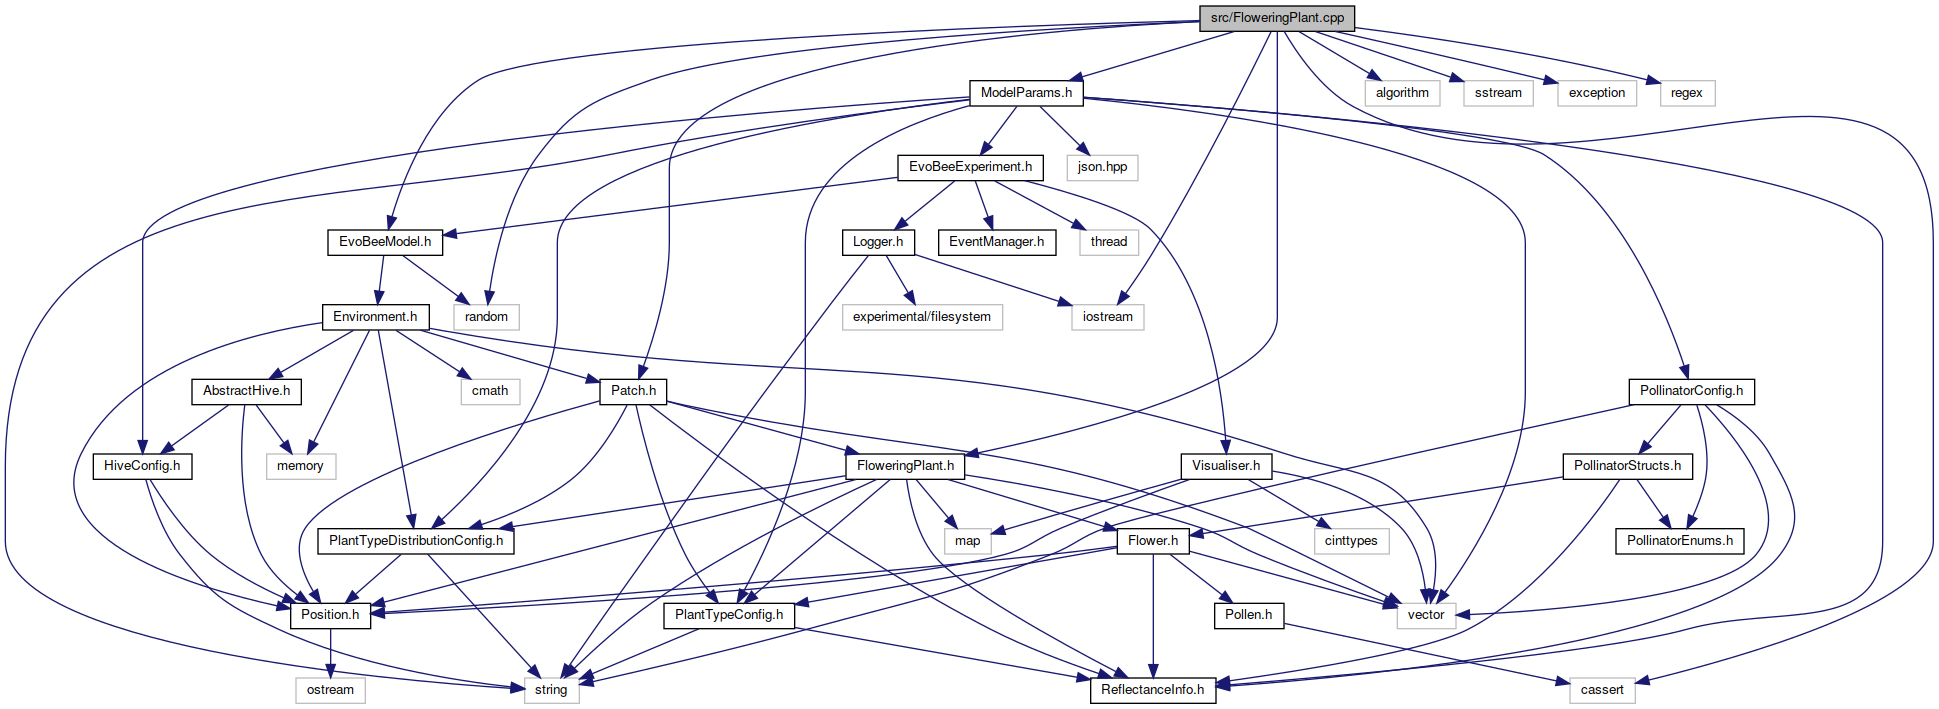 src/FloweringPlant.cpp
ModelParams.h
algorithm
sstream
exception
regex
EvoBeeExperiment.h
json.hpp
EvoBeeModel.h
Logger.h
EventManager.h
thread
Environment.h
random
experimental/filesystem
iostream
AbstractHive.h
cmath
Patch.h
PollinatorConfig.h
HiveConfig.h
memory
FloweringPlant.h
Visualiser.h
PollinatorStructs.h
PlantTypeDistributionConfig.h
map
Flower.h
cinttypes
PollinatorEnums.h
Position.h
PlantTypeConfig.h
Pollen.h
vector
ostream
string
ReflectanceInfo.h
cassert